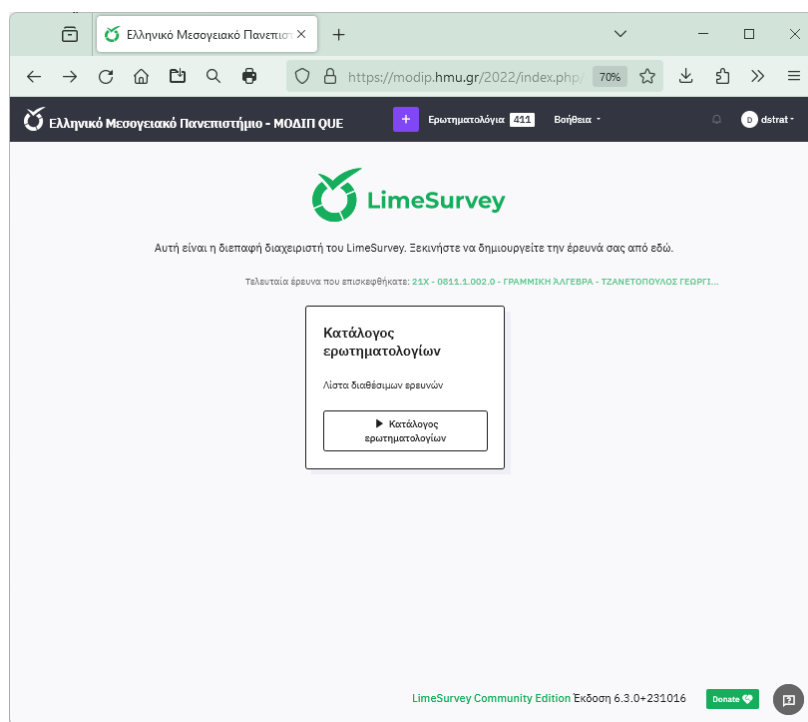 Ελληνικό Μεσογειακό Πανεπιστ
https://modip.hmu.gr/2022/index.php/
70%
Ελληνικό Μεσογειακό Πανεπιστήμιο - ΜΟΔΙΠ QUE
+ Ερωτηματολόγια 411 Βοήθεια
D dstrat
LimeSurvey
Αυτή είναι η διεπαφή διαχειριστή του LimeSurvey. Ξεκινήστε να δημιουργείτε την έρευνά σας από εδώ.
Τελευταία έρευνα που επισκεφθήκατε: 21X - 0811.1.002.0 - ΓΡΑΜΜΙΚΗ ΆΛΓΕΒΡΑ - ΤΖΑΝΕΤΟΠΟΥΛΟΣ ΓΕΩΡΓΙ...
Κατάλογος
ερωτηματολογίων
Λίστα διαθέσιμων ερευνών
Κατάλογος
ερωτηματολογίων
LimeSurvey Community Edition Έκδοση 6.3.0+231016
Donate